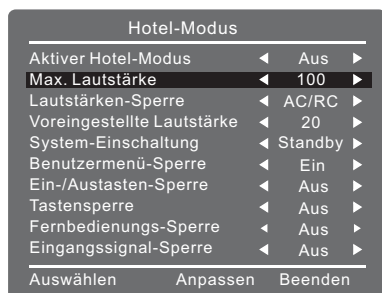 Hotel-Modus
Aktiver Hotel-Modus ◀ Aus ▶
Max. Lautstärke ◀ 100 ▶
Lautstärken-Sperre ◀ AC/RC ▶
Voreingestellte Lautstärke ◀ 20 ▶
System-Einschaltung ◀ Standby ▶
Benutzermenü-Sperre ◀ Ein ▶
Ein-/Austasten-Sperre ◀ Aus ▶
Tastensperre ◀ Aus ▶
Fernbedienungs-Sperre ◀ Aus ▶
Eingangssignal-Sperre ◀ Aus ▶
Auswählen Anpassen Beenden